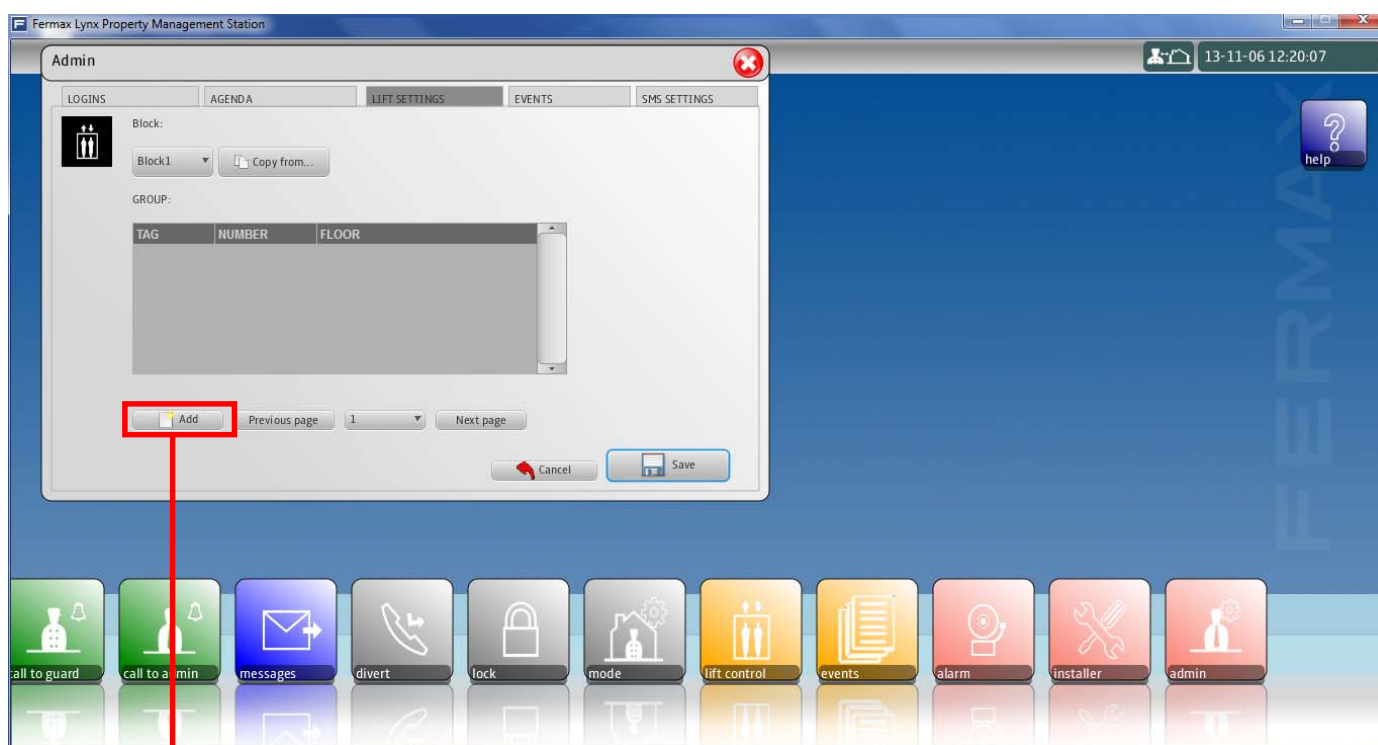 Fermax Lynx Property Management Station
Admin
13-11-06 12:20:07
LOGINS AGENDA LIFT SETTINGS EVENTS SMS SETTINGS
Block:
Block1 Copy from...
help
GROUP:
TAG NUMBER FLOOR
FERMAX
Add Previous page 1 Next page
Cancel Save
call to guard call to admin messages divert lock mode lift control events alarm installer admin